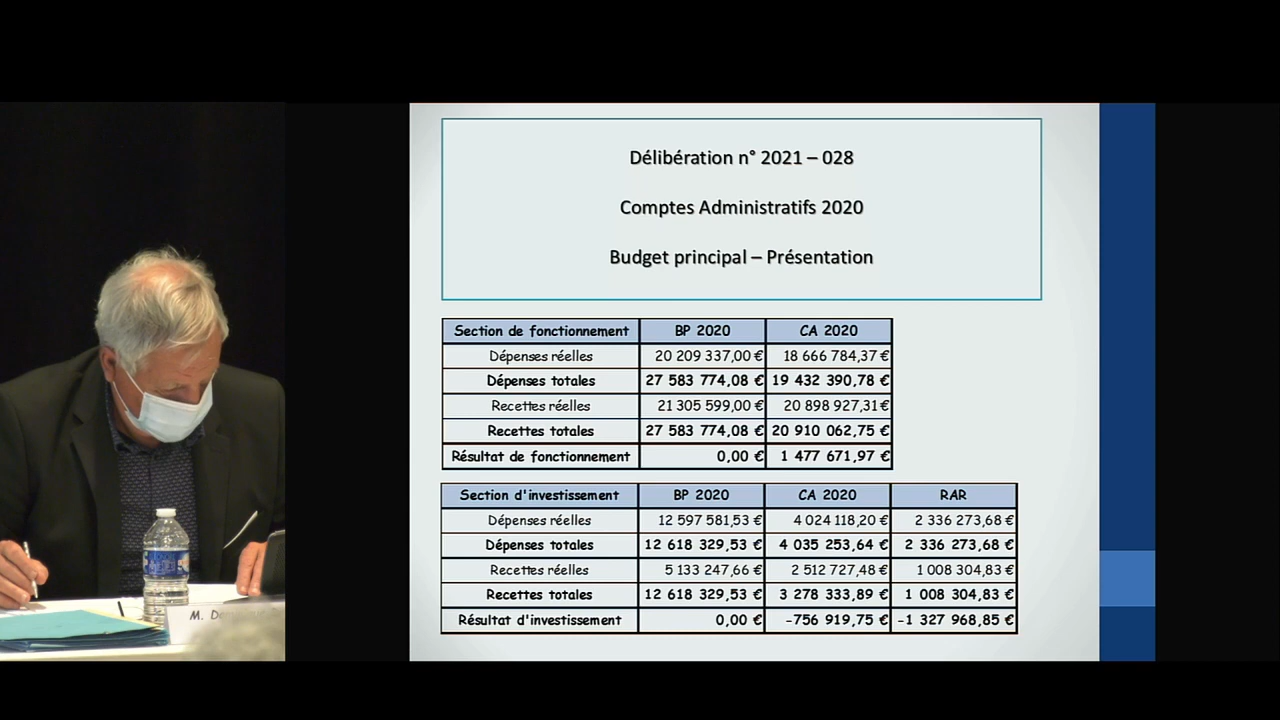 Délibération n° 2021 – 028
Comptes Administratifs 2020
Budget principal – Présentation
Section de fonctionnement BP 2020 CA 2020
Dépenses réelles 20 209 337,00 € 18 666 784,37 €
Dépenses totales 27 583 774,08 € 19 432 390,78 €
Recettes réelles 21 305 599,00 € 20 898 927,31 €
Recettes totales 27 583 774,08 € 20 910 062,75 €
Résultat de fonctionnement 0,00 € 1 477 671,97 €
Section d'investissement BP 2020 CA 2020 RAR
Dépenses réelles 12 597 581,53 € 4 024 118,20 € 2 336 273,68 €
Dépenses totales 12 618 329,53 € 4 035 253,64 € 2 336 273,68 €
Recettes réelles 5 133 247,66 € 2 512 727,48 € 1 008 304,83 €
Recettes totales 12 618 329,53 € 3 278 333,89 € 1 008 304,83 €
Résultat d'investissement 0,00 € -756 919,75 € -1 327 968,85 €
M.